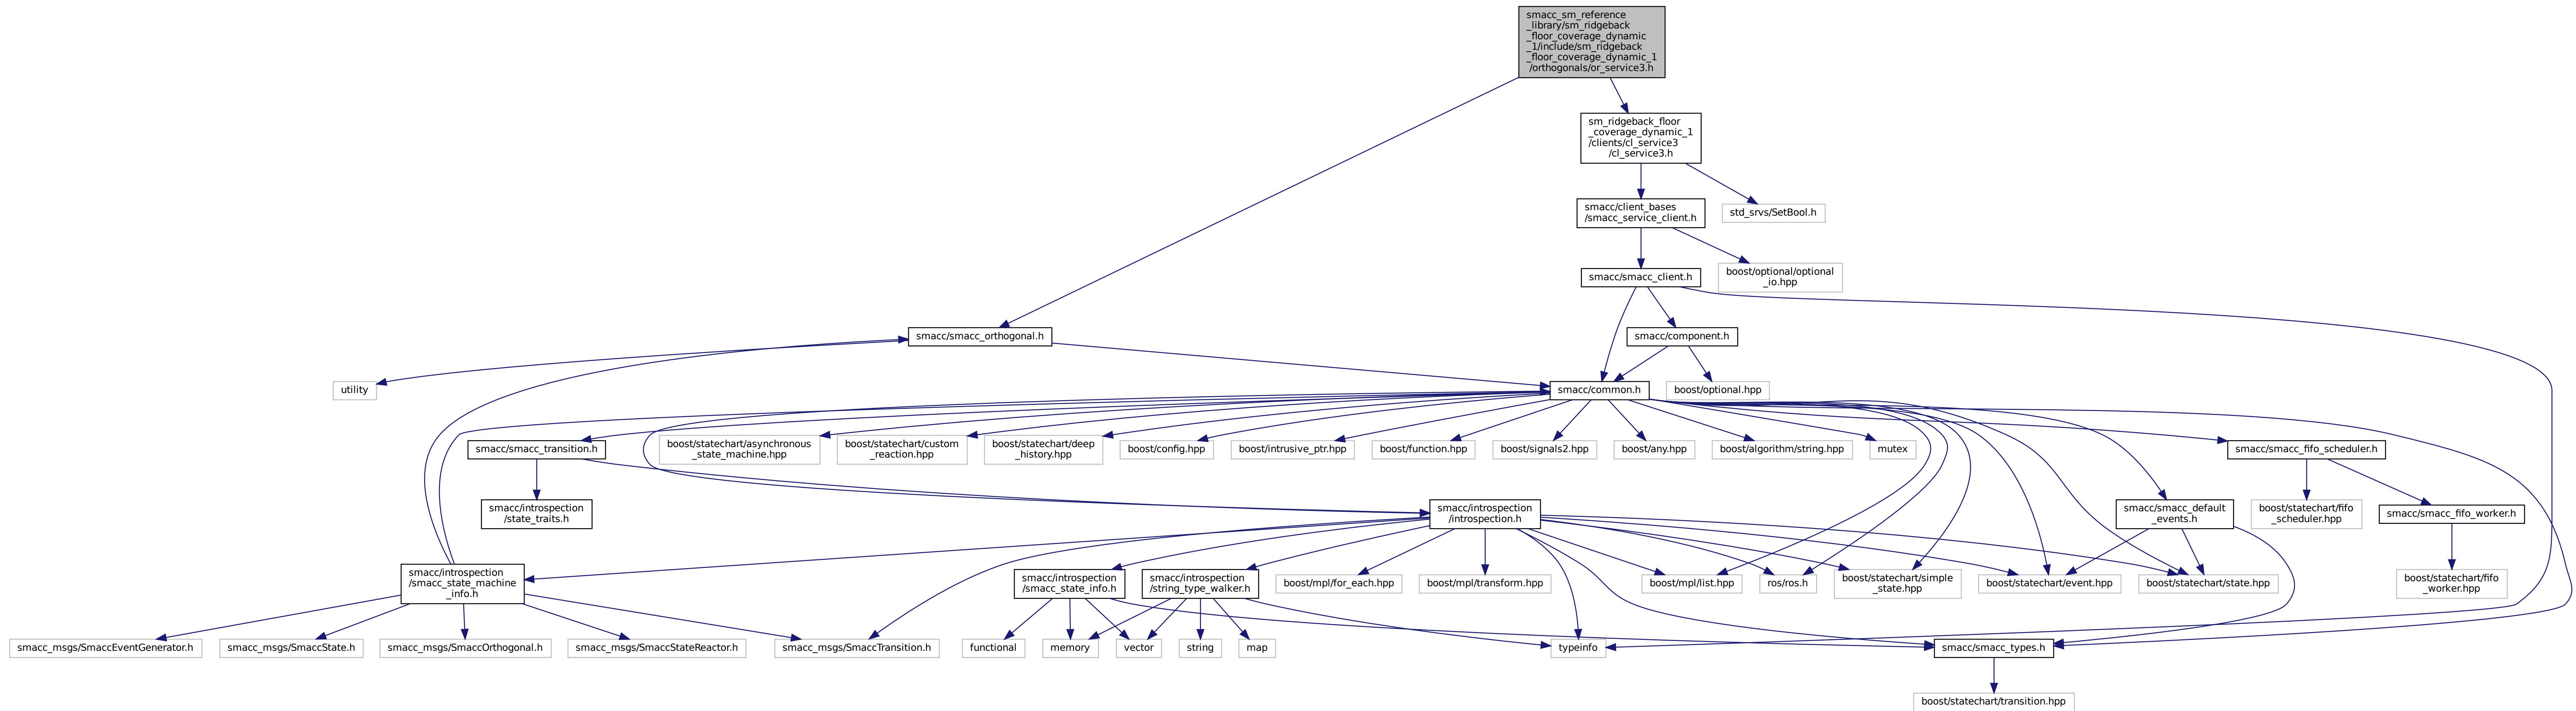 smacc_sm_reference
_library/sm_ridgeback
_floor_coverage_dynamic
_1/include/sm_ridgeback
_floor_coverage_dynamic_1
/orthogonals/or_service3.h
sm_ridgeback_floor
_coverage_dynamic_1
/clients/cl_service3
/cl_service3.h
smacc/client_bases
/smacc_service_client.h
std_srvs/SetBool.h
smacc/smacc_client.h
boost/optional/optional
_io.hpp
smacc/smacc_orthogonal.h
smacc/component.h
utility
smacc/common.h
boost/optional.hpp
smacc/smacc_transition.h
boost/statechart/asynchronous
_state_machine.hpp
boost/statechart/custom
_reaction.hpp
boost/statechart/deep
_history.hpp
boost/config.hpp
boost/intrusive_ptr.hpp
boost/function.hpp
boost/signals2.hpp
boost/any.hpp
boost/algorithm/string.hpp
mutex
smacc/smacc_fifo_scheduler.h
smacc/introspection
/state_traits.h
smacc/introspection
/introspection.h
smacc/smacc_default
_events.h
boost/statechart/fifo
_scheduler.hpp
smacc/smacc_fifo_worker.h
smacc/introspection
/smacc_state_machine
_info.h
smacc/introspection
/smacc_state_info.h
smacc/introspection
/string_type_walker.h
boost/mpl/for_each.hpp
boost/mpl/transform.hpp
boost/mpl/list.hpp
ros/ros.h
boost/statechart/simple
_state.hpp
boost/statechart/event.hpp
boost/statechart/state.hpp
boost/statechart/fifo
_worker.hpp
smacc_msgs/SmaccEventGenerator.h
smacc_msgs/SmaccState.h
smacc_msgs/SmaccOrthogonal.h
smacc_msgs/SmaccStateReactor.h
smacc_msgs/SmaccTransition.h
functional
memory
vector
string
map
typeinfo
smacc/smacc_types.h
boost/statechart/transition.hpp